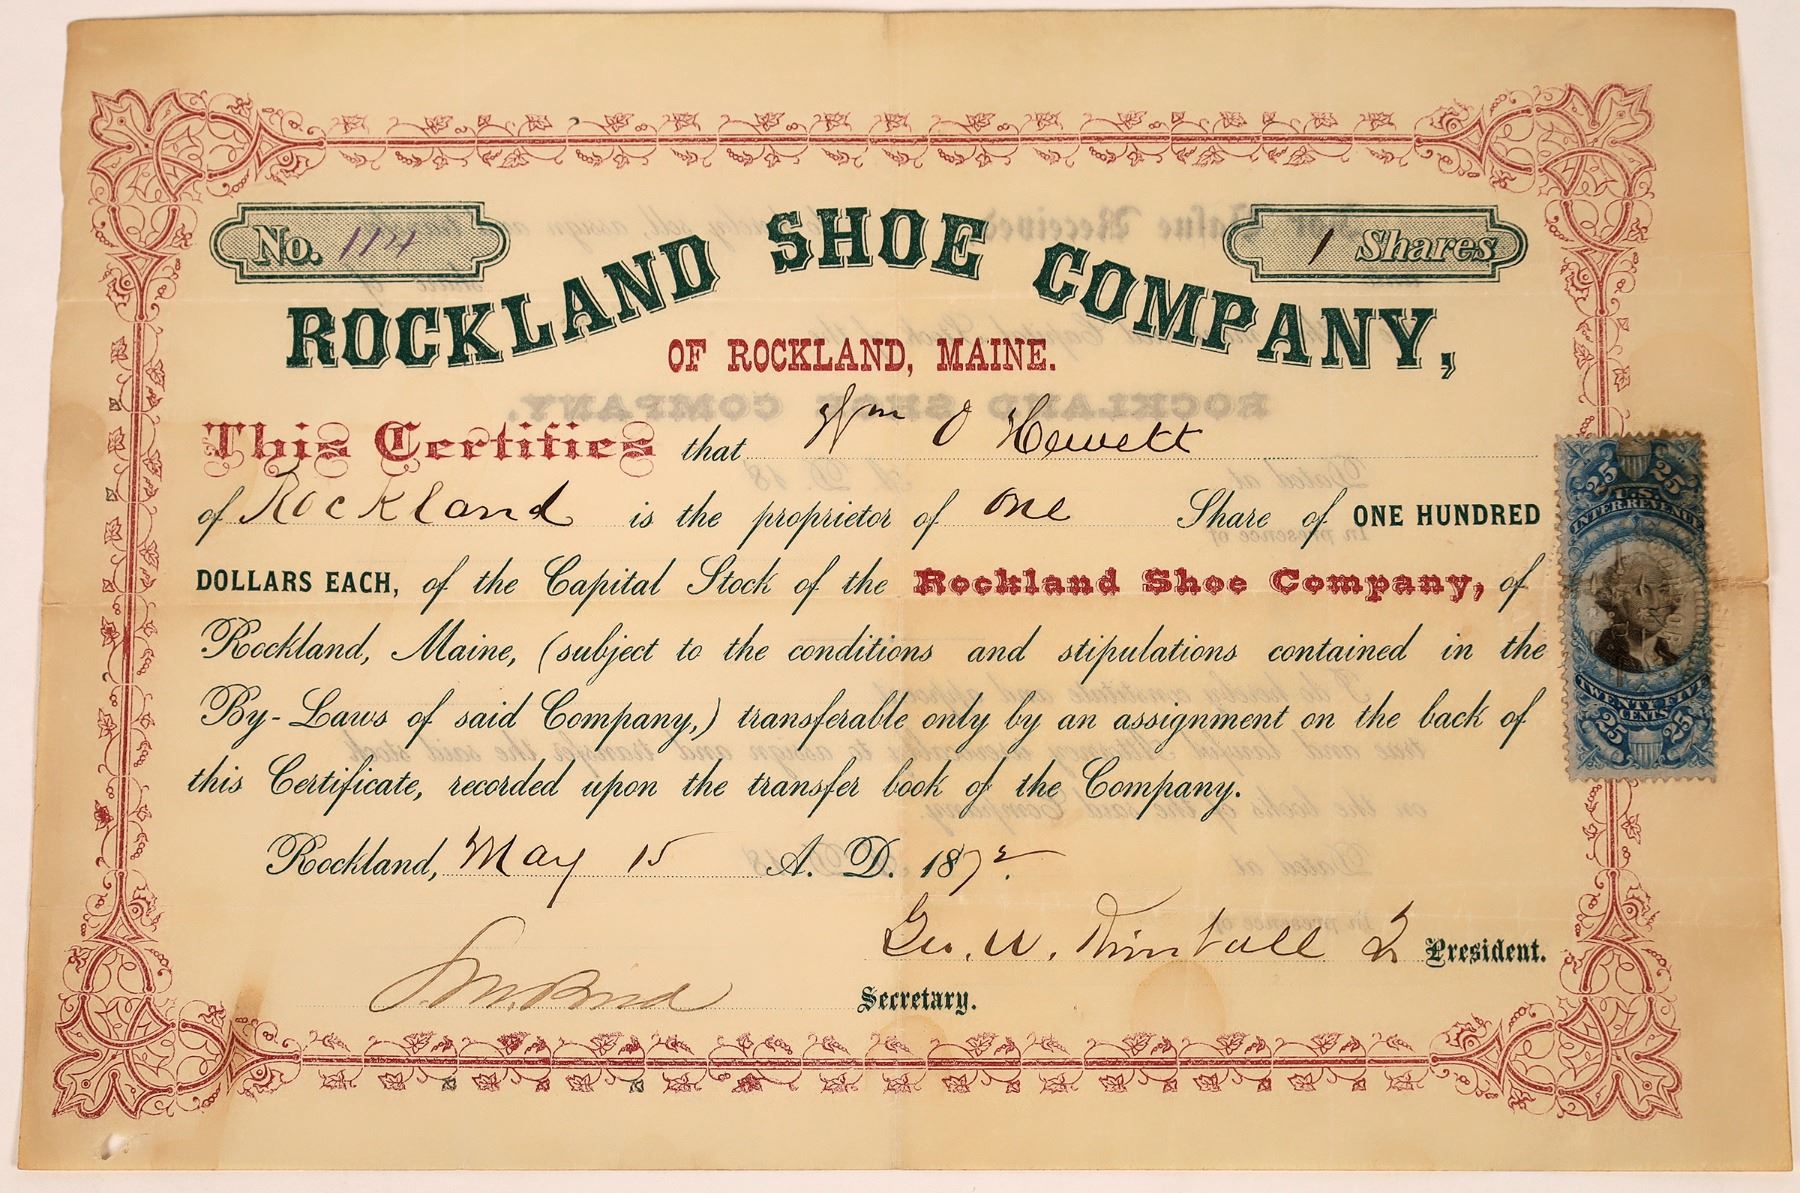 No. 114
1 Shares
ROCKLAND SHOE COMPANY,
OF ROCKLAND, MAINE.
This Certifies that Wm O Hewett
of Rockland is the proprietor of one Share of ONE HUNDRED
DOLLARS EACH, of the Capital Stock of the Rockland Shoe Company, of
Rockland, Maine, (subject to the conditions and stipulations contained in the
By-Laws of said Company,) transferable only by an assignment on the back of
this Certificate, recorded upon the transfer book of the Company.
Rockland, May 15 A. D. 1872.
Geo. W. President.
Secretary.
25 25
U.S.
INTER. REVENUE
TWENTY FIVE
CENTS
25 25